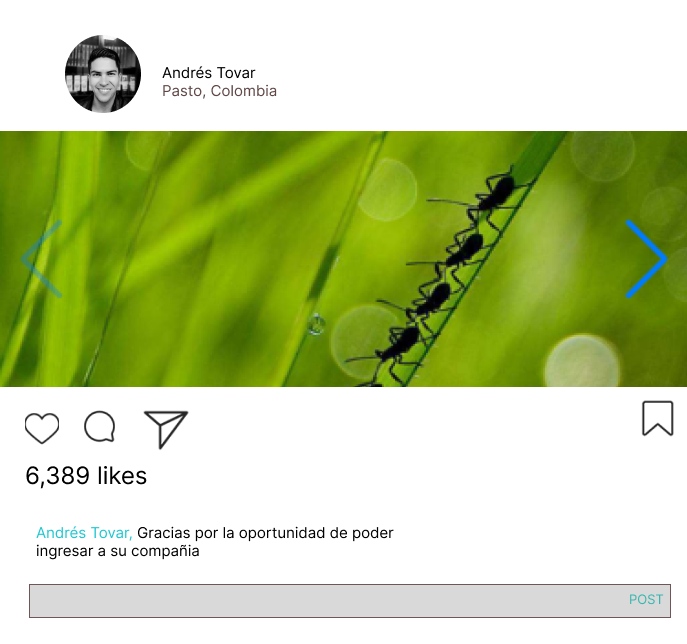 Andrés Tovar
Pasto, Colombia
6,389 likes
Andrés Tovar, Gracias por la oportunidad de poder
ingresar a su compañia
POST